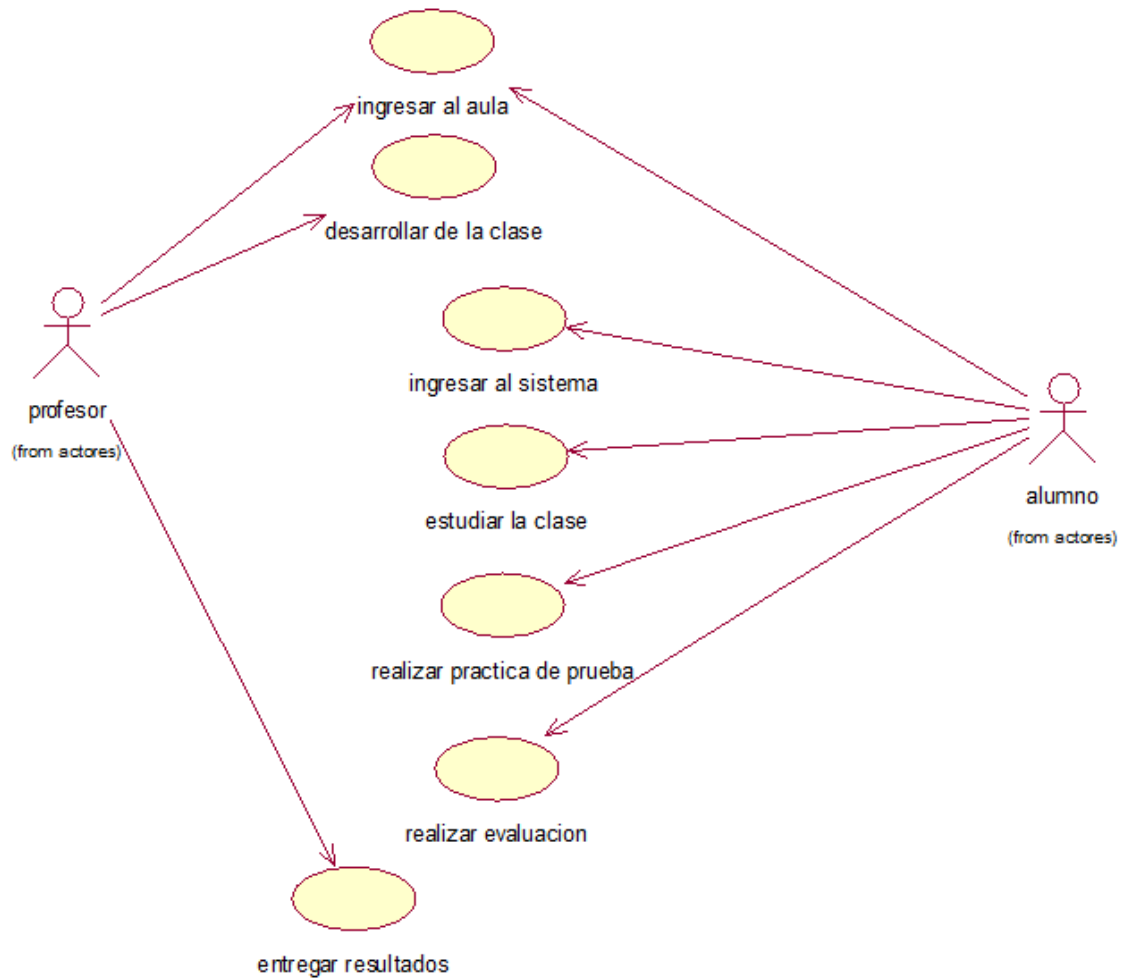 ingresar al aula
desarrollar de la clase
ingresar al sistema
profesor
(from actores)
estudiar la clase
alumno
(from actores)
realizar practica de prueba
realizar evaluacion
entregar resultados